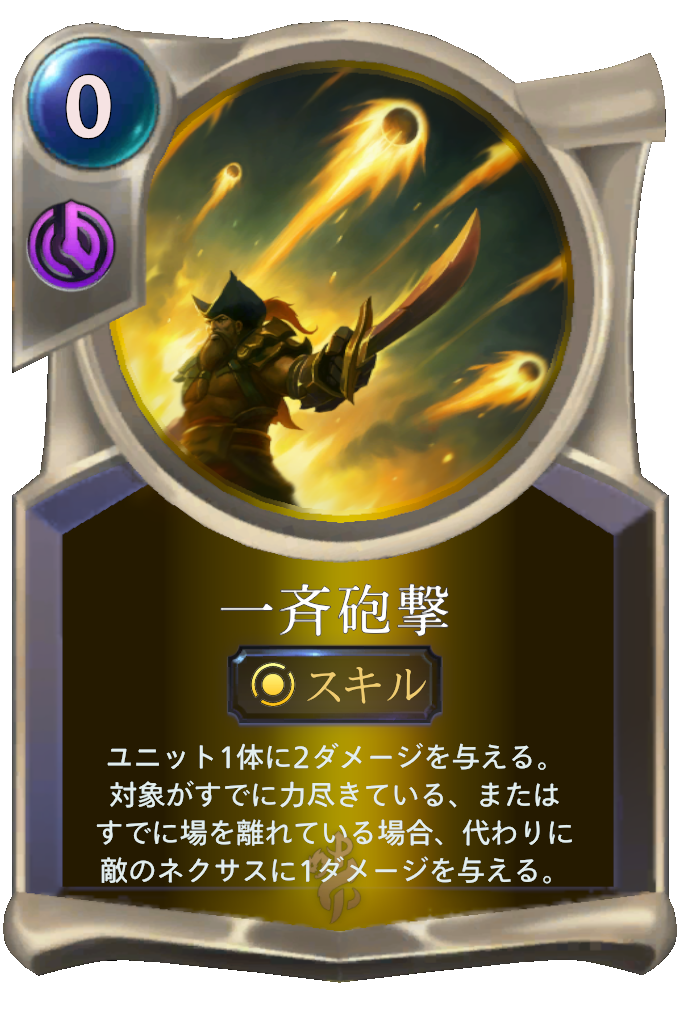 0
一斉砲撃
スキル
ユニット1体に2ダメージを与える。
対象がすでに力尽きている、または
すでに場を離れている場合、代わりに
敵のネクサスに1ダメージを与える。